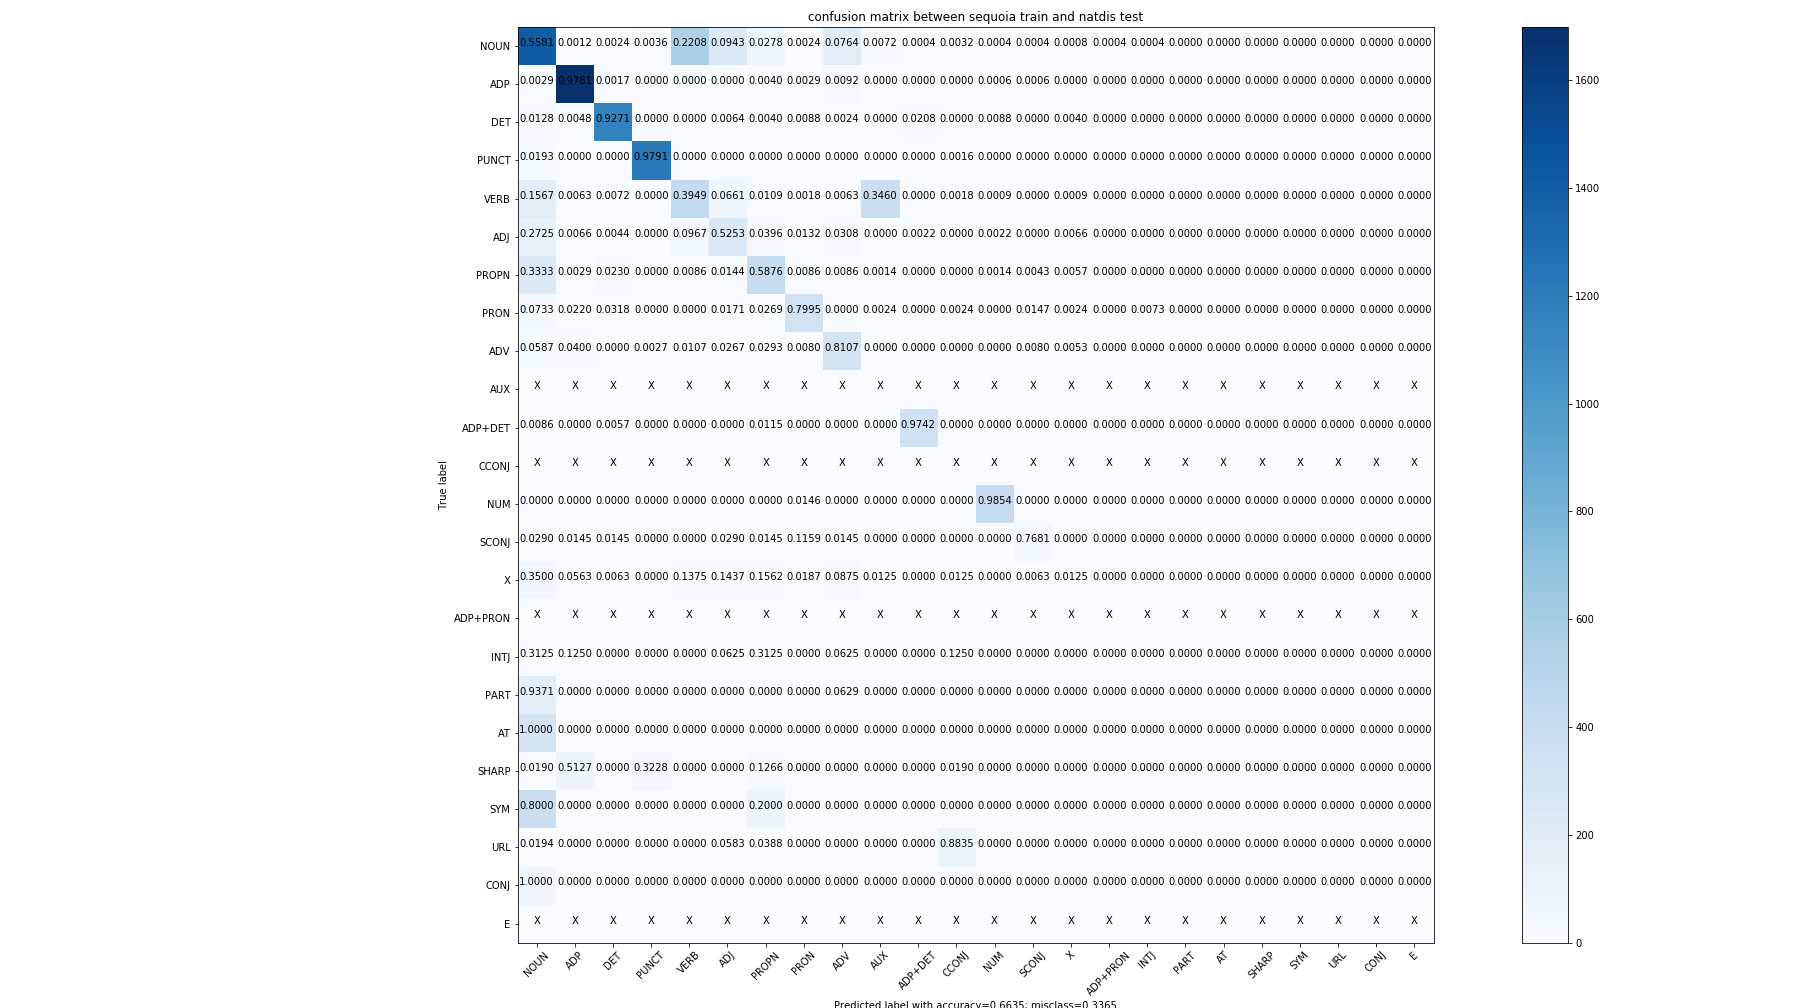 confusion matrix between sequoia train and natdis test
NOUN 0.5581 0.0012 0.0024 0.0036 0.2208 0.0943 0.0278 0.0024 0.0764 0.0072 0.0004 0.0032 0.0004 0.0004 0.0008 0.0004 0.0004 0.0000 0.0000 0.0000 0.0000 0.0000 0.0000 0.0000
ADP 0.0029 0.9781 0.0017 0.0000 0.0000 0.0000 0.0040 0.0029 0.0092 0.0000 0.0000 0.0000 0.0006 0.0006 0.0000 0.0000 0.0000 0.0000 0.0000 0.0000 0.0000 0.0000 0.0000 0.0000
DET 0.0128 0.0048 0.9271 0.0000 0.0000 0.0064 0.0040 0.0088 0.0024 0.0000 0.0208 0.0000 0.0088 0.0000 0.0040 0.0000 0.0000 0.0000 0.0000 0.0000 0.0000 0.0000 0.0000 0.0000
PUNCT 0.0193 0.0000 0.0000 0.9791 0.0000 0.0000 0.0000 0.0000 0.0000 0.0000 0.0000 0.0016 0.0000 0.0000 0.0000 0.0000 0.0000 0.0000 0.0000 0.0000 0.0000 0.0000 0.0000 0.0000
VERB 0.1567 0.0063 0.0072 0.0000 0.3949 0.0661 0.0109 0.0018 0.0063 0.3460 0.0000 0.0018 0.0009 0.0000 0.0009 0.0000 0.0000 0.0000 0.0000 0.0000 0.0000 0.0000 0.0000 0.0000
ADJ 0.2725 0.0066 0.0044 0.0000 0.0967 0.5253 0.0396 0.0132 0.0308 0.0000 0.0022 0.0000 0.0022 0.0000 0.0066 0.0000 0.0000 0.0000 0.0000 0.0000 0.0000 0.0000 0.0000 0.0000
PROPN 0.3333 0.0029 0.0230 0.0000 0.0086 0.0144 0.5876 0.0086 0.0086 0.0014 0.0000 0.0000 0.0014 0.0043 0.0057 0.0000 0.0000 0.0000 0.0000 0.0000 0.0000 0.0000 0.0000 0.0000
PRON 0.0733 0.0220 0.0318 0.0000 0.0000 0.0171 0.0269 0.7995 0.0000 0.0024 0.0000 0.0024 0.0000 0.0147 0.0024 0.0000 0.0073 0.0000 0.0000 0.0000 0.0000 0.0000 0.0000 0.0000
ADV 0.0587 0.0400 0.0000 0.0027 0.0107 0.0267 0.0293 0.0080 0.8107 0.0000 0.0000 0.0000 0.0000 0.0080 0.0053 0.0000 0.0000 0.0000 0.0000 0.0000 0.0000 0.0000 0.0000 0.0000
AUX X X X X X X X X X X X X X X X X X X X X X X X X
ADP+DET 0.0086 0.0000 0.0057 0.0000 0.0000 0.0000 0.0115 0.0000 0.0000 0.0000 0.9742 0.0000 0.0000 0.0000 0.0000 0.0000 0.0000 0.0000 0.0000 0.0000 0.0000 0.0000 0.0000 0.0000
CCONJ X X X X X X X X X X X X X X X X X X X X X X X X
NUM 0.0000 0.0000 0.0000 0.0000 0.0000 0.0000 0.0000 0.0146 0.0000 0.0000 0.0000 0.0000 0.9854 0.0000 0.0000 0.0000 0.0000 0.0000 0.0000 0.0000 0.0000 0.0000 0.0000 0.0000
SCONJ 0.0290 0.0145 0.0145 0.0000 0.0000 0.0290 0.0145 0.1159 0.0145 0.0000 0.0000 0.0000 0.0000 0.7681 0.0000 0.0000 0.0000 0.0000 0.0000 0.0000 0.0000 0.0000 0.0000 0.0000
X 0.3500 0.0563 0.0063 0.0000 0.1375 0.1437 0.1562 0.0187 0.0875 0.0125 0.0000 0.0125 0.0000 0.0063 0.0125 0.0000 0.0000 0.0000 0.0000 0.0000 0.0000 0.0000 0.0000 0.0000
ADP+PRON X X X X X X X X X X X X X X X X X X X X X X X X
INTJ 0.3125 0.1250 0.0000 0.0000 0.0000 0.0625 0.3125 0.0000 0.0625 0.0000 0.0000 0.1250 0.0000 0.0000 0.0000 0.0000 0.0000 0.0000 0.0000 0.0000 0.0000 0.0000 0.0000 0.0000
PART 0.9371 0.0000 0.0000 0.0000 0.0000 0.0000 0.0000 0.0000 0.0629 0.0000 0.0000 0.0000 0.0000 0.0000 0.0000 0.0000 0.0000 0.0000 0.0000 0.0000 0.0000 0.0000 0.0000 0.0000
AT 1.0000 0.0000 0.0000 0.0000 0.0000 0.0000 0.0000 0.0000 0.0000 0.0000 0.0000 0.0000 0.0000 0.0000 0.0000 0.0000 0.0000 0.0000 0.0000 0.0000 0.0000 0.0000 0.0000 0.0000
SHARP 0.0190 0.5127 0.0000 0.3228 0.0000 0.0000 0.1266 0.0000 0.0000 0.0000 0.0000 0.0190 0.0000 0.0000 0.0000 0.0000 0.0000 0.0000 0.0000 0.0000 0.0000 0.0000 0.0000 0.0000
SYM 0.8000 0.0000 0.0000 0.0000 0.0000 0.0000 0.2000 0.0000 0.0000 0.0000 0.0000 0.0000 0.0000 0.0000 0.0000 0.0000 0.0000 0.0000 0.0000 0.0000 0.0000 0.0000 0.0000 0.0000
URL 0.0194 0.0000 0.0000 0.0000 0.0000 0.0583 0.0388 0.0000 0.0000 0.0000 0.0000 0.8835 0.0000 0.0000 0.0000 0.0000 0.0000 0.0000 0.0000 0.0000 0.0000 0.0000 0.0000 0.0000
CONJ 1.0000 0.0000 0.0000 0.0000 0.0000 0.0000 0.0000 0.0000 0.0000 0.0000 0.0000 0.0000 0.0000 0.0000 0.0000 0.0000 0.0000 0.0000 0.0000 0.0000 0.0000 0.0000 0.0000 0.0000
E X X X X X X X X X X X X X X X X X X X X X X X X
NOUN ADP DET PUNCT VERB ADJ PROPN PRON ADV AUX ADP+DET CCONJ NUM SCONJ X ADP+PRON INTJ PART AT SHARP SYM URL CONJ E
True label
Predicted label with accuracy=0.6635; misclass=0.3365
1600
1400
1200
1000
800
600
400
200
0